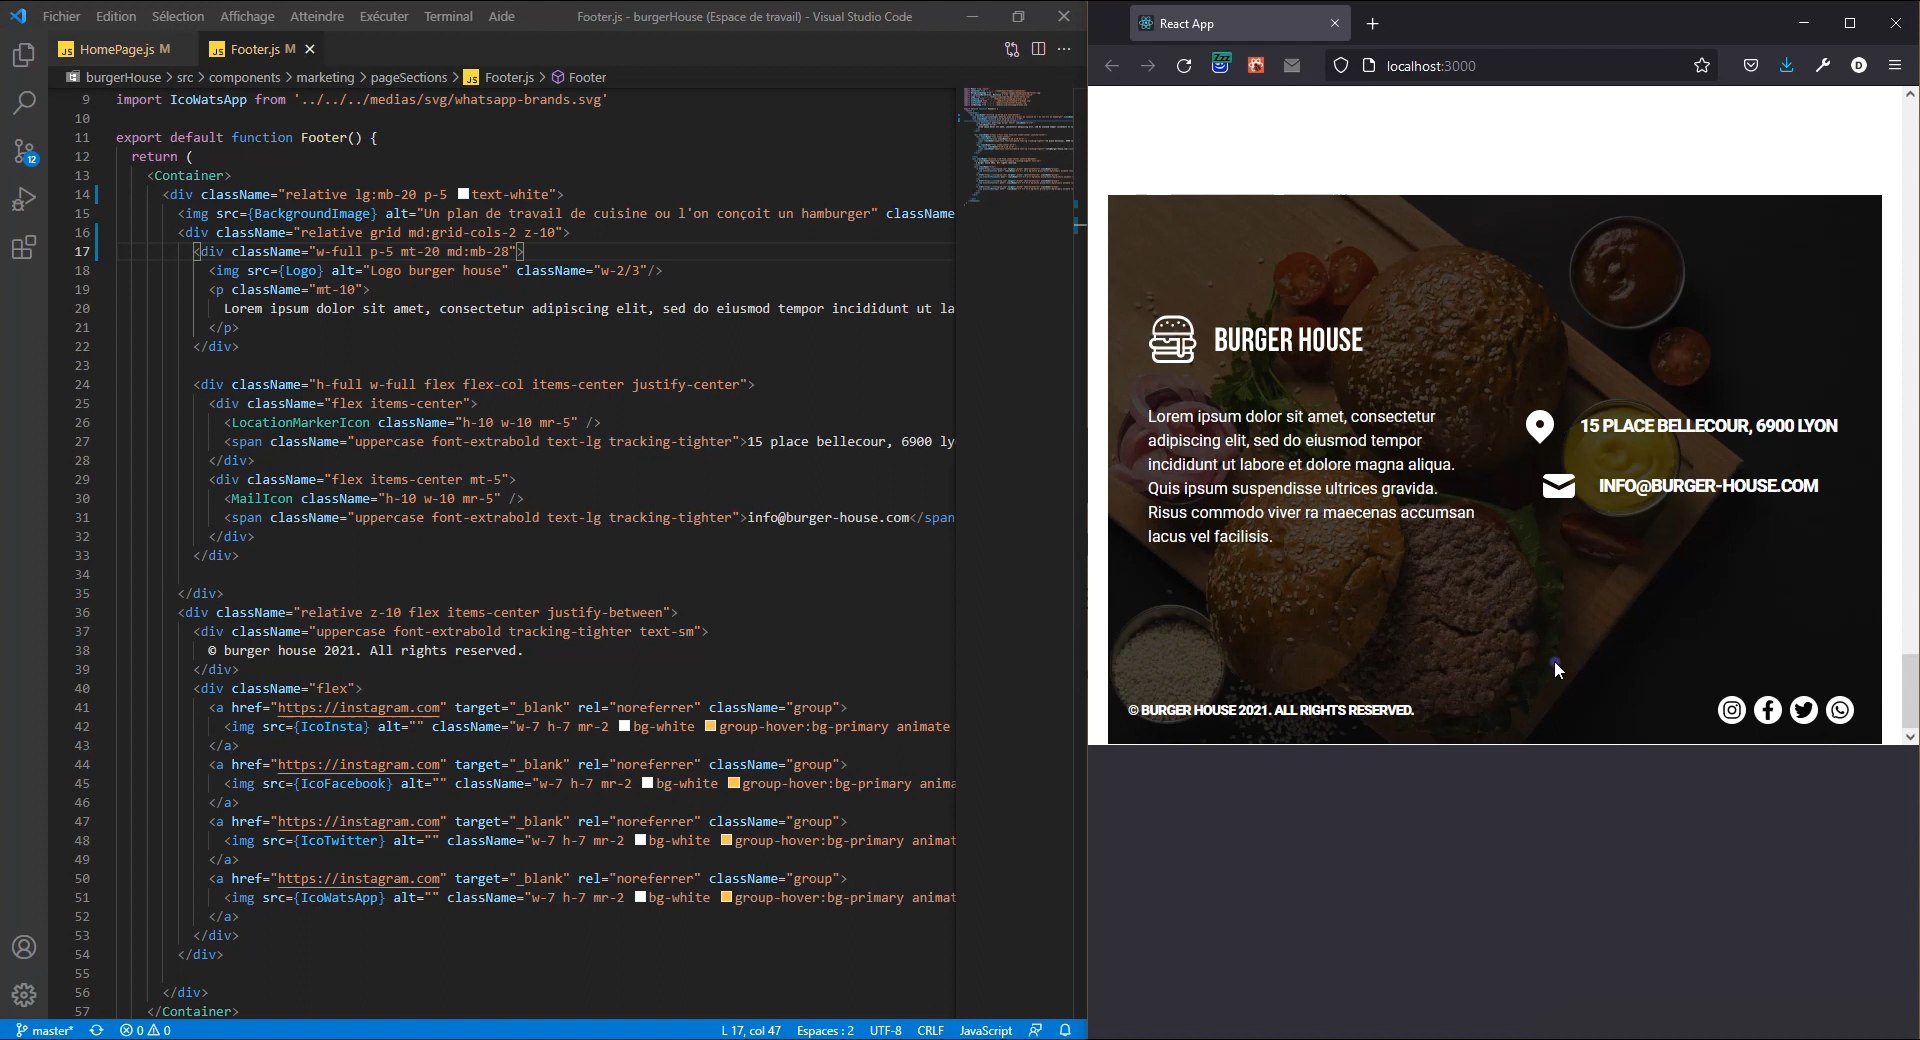 Fichier Edition Sélection Affichage Atteindre Exécuter Terminal Aide Footer.js - burgerHouse (Espace de travail) - Visual Studio Code
JS HomePage.js M JS Footer.js M
burgerHouse > src > components > marketing > pageSections > JS Footer.js > Footer
9 import IcoWatsApp from '../../../medias/svg/whatsapp-brands.svg'
10
11 export default function Footer() {
12 return (
13 <Container>
14 <div className="relative lg:mb-20 p-5 text-white">
15 <img src={BackgroundImage} alt="Un plan de travail de cuisine ou l'on conçoit un hamburger" className
16 <div className="relative grid md:grid-cols-2 z-10">
17 <div className="w-full p-5 mt-20 md:mb-28">
18 <img src={Logo} alt="Logo burger house" className="w-2/3"/>
19 <p className="mt-10">
20 Lorem ipsum dolor sit amet, consectetur adipiscing elit, sed do eiusmod tempor incididunt ut la
21 </p>
22 </div>
23
24 <div className="h-full w-full flex flex-col items-center justify-center">
25 <div className="flex items-center">
26 <LocationMarkerIcon className="h-10 w-10 mr-5" />
27 <span className="uppercase font-extrabold text-lg tracking-tighter">15 place bellecour, 6900 ly
28 </div>
29 <div className="flex items-center mt-5">
30 <MailIcon className="h-10 w-10 mr-5" />
31 <span className="uppercase font-extrabold text-lg tracking-tighter">info@burger-house.com</span
32 </div>
33 </div>
34
35 </div>
36 <div className="relative z-10 flex items-center justify-between">
37 <div className="uppercase font-extrabold tracking-tighter text-sm">
38 © burger house 2021. All rights reserved.
39 </div>
40 <div className="flex">
41 <a href="https://instagram.com" target="_blank" rel="noreferrer" className="group">
42 <img src={IcoInsta} alt="" className="w-7 h-7 mr-2 bg-white group-hover:bg-primary animate
43 </a>
44 <a href="https://instagram.com" target="_blank" rel="noreferrer" className="group">
45 <img src={IcoFacebook} alt="" className="w-7 h-7 mr-2 bg-white group-hover:bg-primary anima
46 </a>
47 <a href="https://instagram.com" target="_blank" rel="noreferrer" className="group">
48 <img src={IcoTwitter} alt="" className="w-7 h-7 mr-2 bg-white group-hover:bg-primary animat
49 </a>
50 <a href="https://instagram.com" target="_blank" rel="noreferrer" className="group">
51 <img src={IcoWatsApp} alt="" className="w-7 h-7 mr-2 bg-white group-hover:bg-primary animat
52 </a>
53 </div>
54 </div>
55
56 </div>
57 </Container>
12
master* 0 0 L 17, col 47 Espaces : 2 UTF-8 CRLF JavaScript
React App
localhost:3000
D
BURGER HOUSE
Lorem ipsum dolor sit amet, consectetur
adipiscing elit, sed do eiusmod tempor
incididunt ut labore et dolore magna aliqua.
Quis ipsum suspendisse ultrices gravida.
Risus commodo viver ra maecenas accumsan
lacus vel facilisis.
15 PLACE BELLECOUR, 6900 LYON
INFO@BURGER-HOUSE.COM
© BURGER HOUSE 2021. ALL RIGHTS RESERVED.